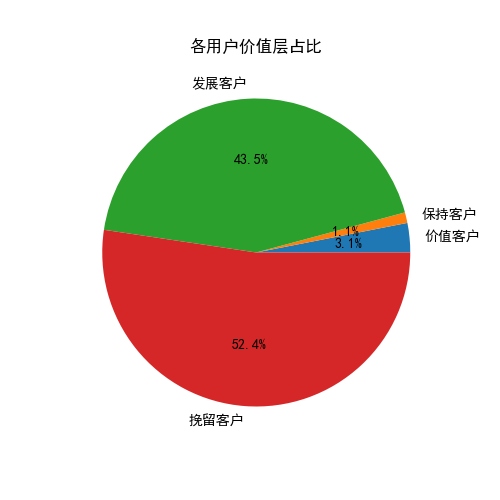 各用户价值层占比
发展客户
43.5%
保持客户
1.1%
价值客户
3.1%
52.4%
挽留客户